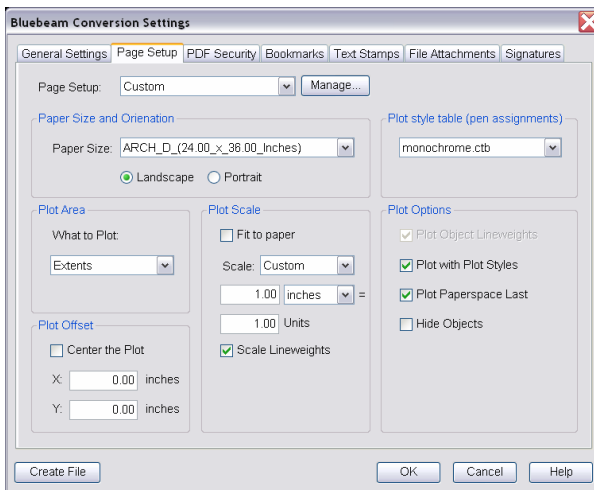 Bluebeam Conversion Settings
General Settings Page Setup PDF Security Bookmarks Text Stamps File Attachments Signatures
Page Setup: Custom Manage...
Paper Size and Orienation
Paper Size: ARCH_D_(24.00_x_36.00_Inches)
Landscape Portrait
Plot style table (pen assignments)
monochrome.ctb
Plot Area
What to Plot:
Extents
Plot Offset
Center the Plot
X: 0.00 inches
Y: 0.00 inches
Plot Scale
Fit to paper
Scale: Custom
1.00 inches =
1.00 Units
Scale Lineweights
Plot Options
Plot Object Lineweights
Plot with Plot Styles
Plot Paperspace Last
Hide Objects
Create File OK Cancel Help